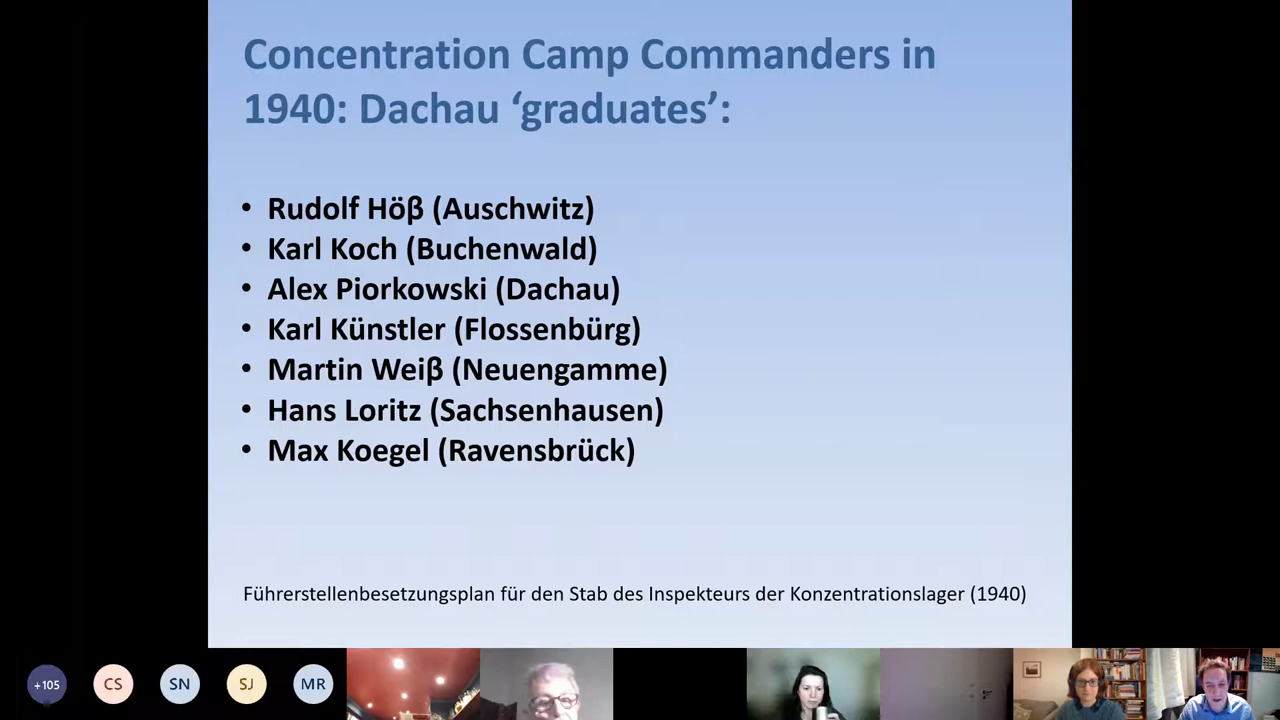 Concentration Camp Commanders in
1940: Dachau ‘graduates’:
• Rudolf Höβ (Auschwitz)
• Karl Koch (Buchenwald)
• Alex Piorkowski (Dachau)
• Karl Künstler (Flossenbürg)
• Martin Weiβ (Neuengamme)
• Hans Loritz (Sachsenhausen)
• Max Koegel (Ravensbrück)
Führerstellenbesetzungsplan für den Stab des Inspekteurs der Konzentrationslager (1940)
+105 CS SN SJ MR